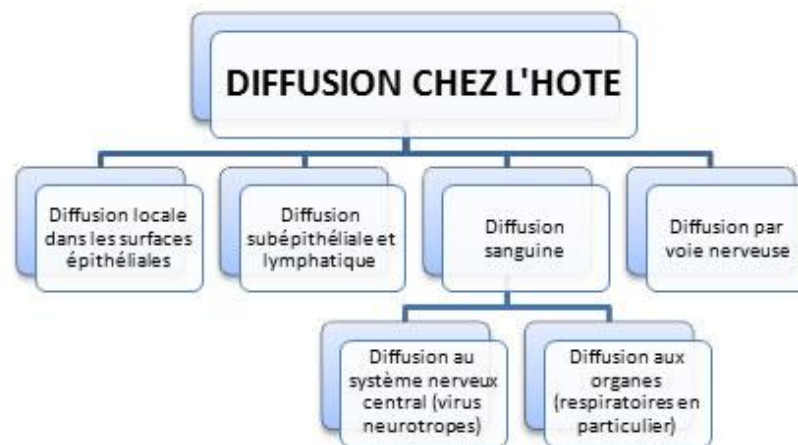 DIFFUSION CHEZ L'HOTE
Diffusion locale
dans les surfaces
épithéliales
Diffusion
subépithéliale et
lymphatique
Diffusion
sanguine
Diffusion par
voie nerveuse
Diffusion au
système nerveux
central (virus
neurotropes)
Diffusion aux
organes
(respiratoires en
particulier)